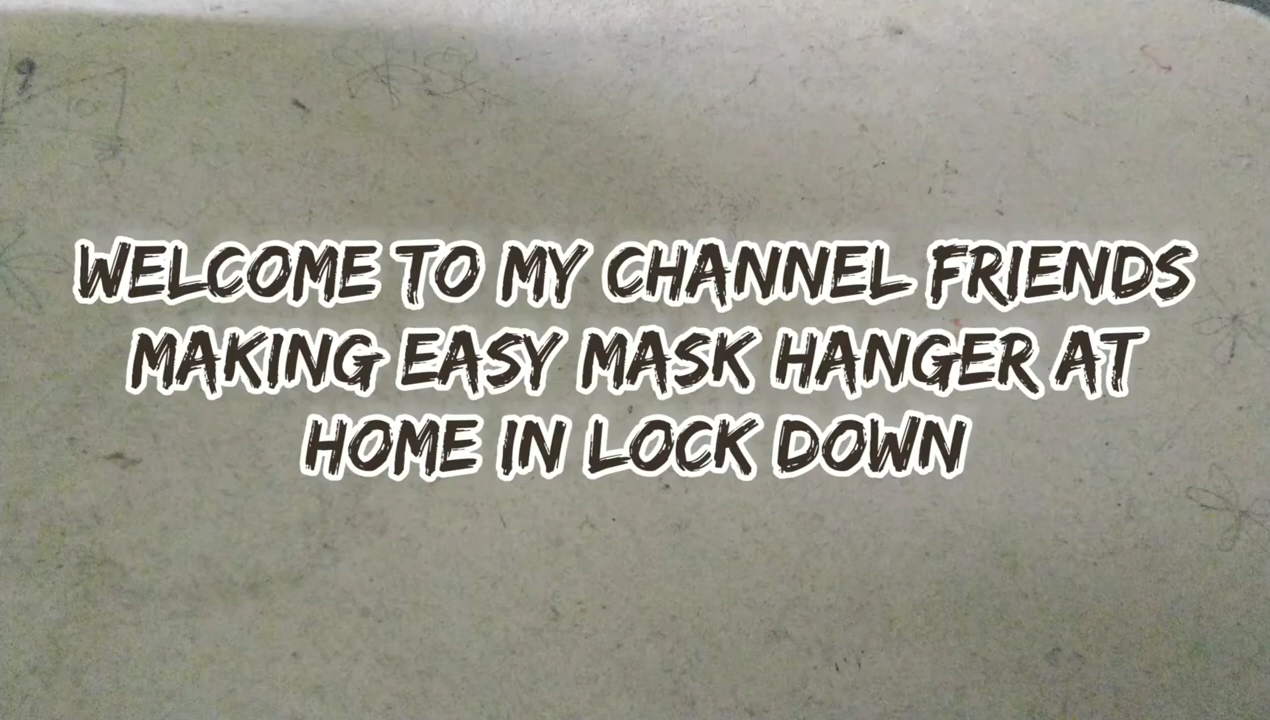 WELCOME TO MY CHANNEL FRIENDS
MAKING EASY MASK HANGER AT
HOME IN LOCK DOWN